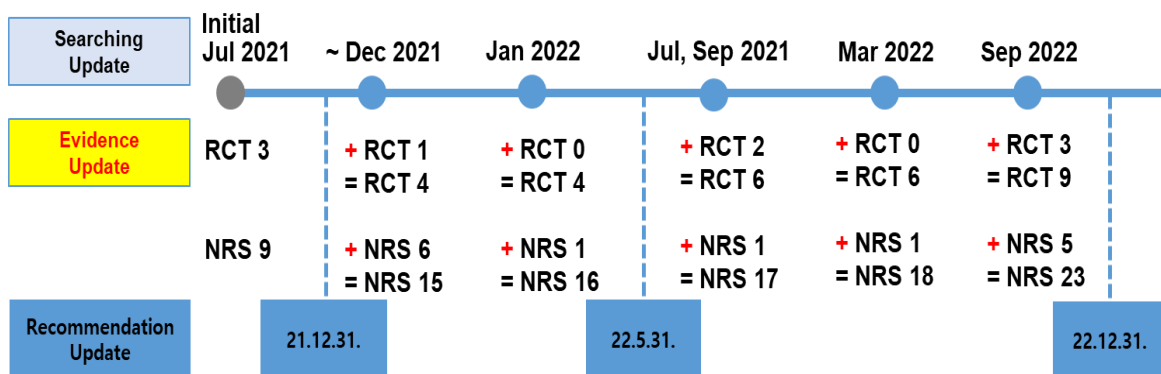 Searching
Update
Initial
Jul 2021
~ Dec 2021
Jan 2022
Jul, Sep 2021
Mar 2022
Sep 2022
Evidence
Update
RCT 3
+ RCT 1
= RCT 4
+ RCT 0
= RCT 4
+ RCT 2
= RCT 6
+ RCT 0
= RCT 6
+ RCT 3
= RCT 9
NRS 9
+ NRS 6
= NRS 15
+ NRS 1
= NRS 16
+ NRS 1
= NRS 17
+ NRS 1
= NRS 18
+ NRS 5
= NRS 23
Recommendation
Update
21.12.31.
22.5.31.
22.12.31.